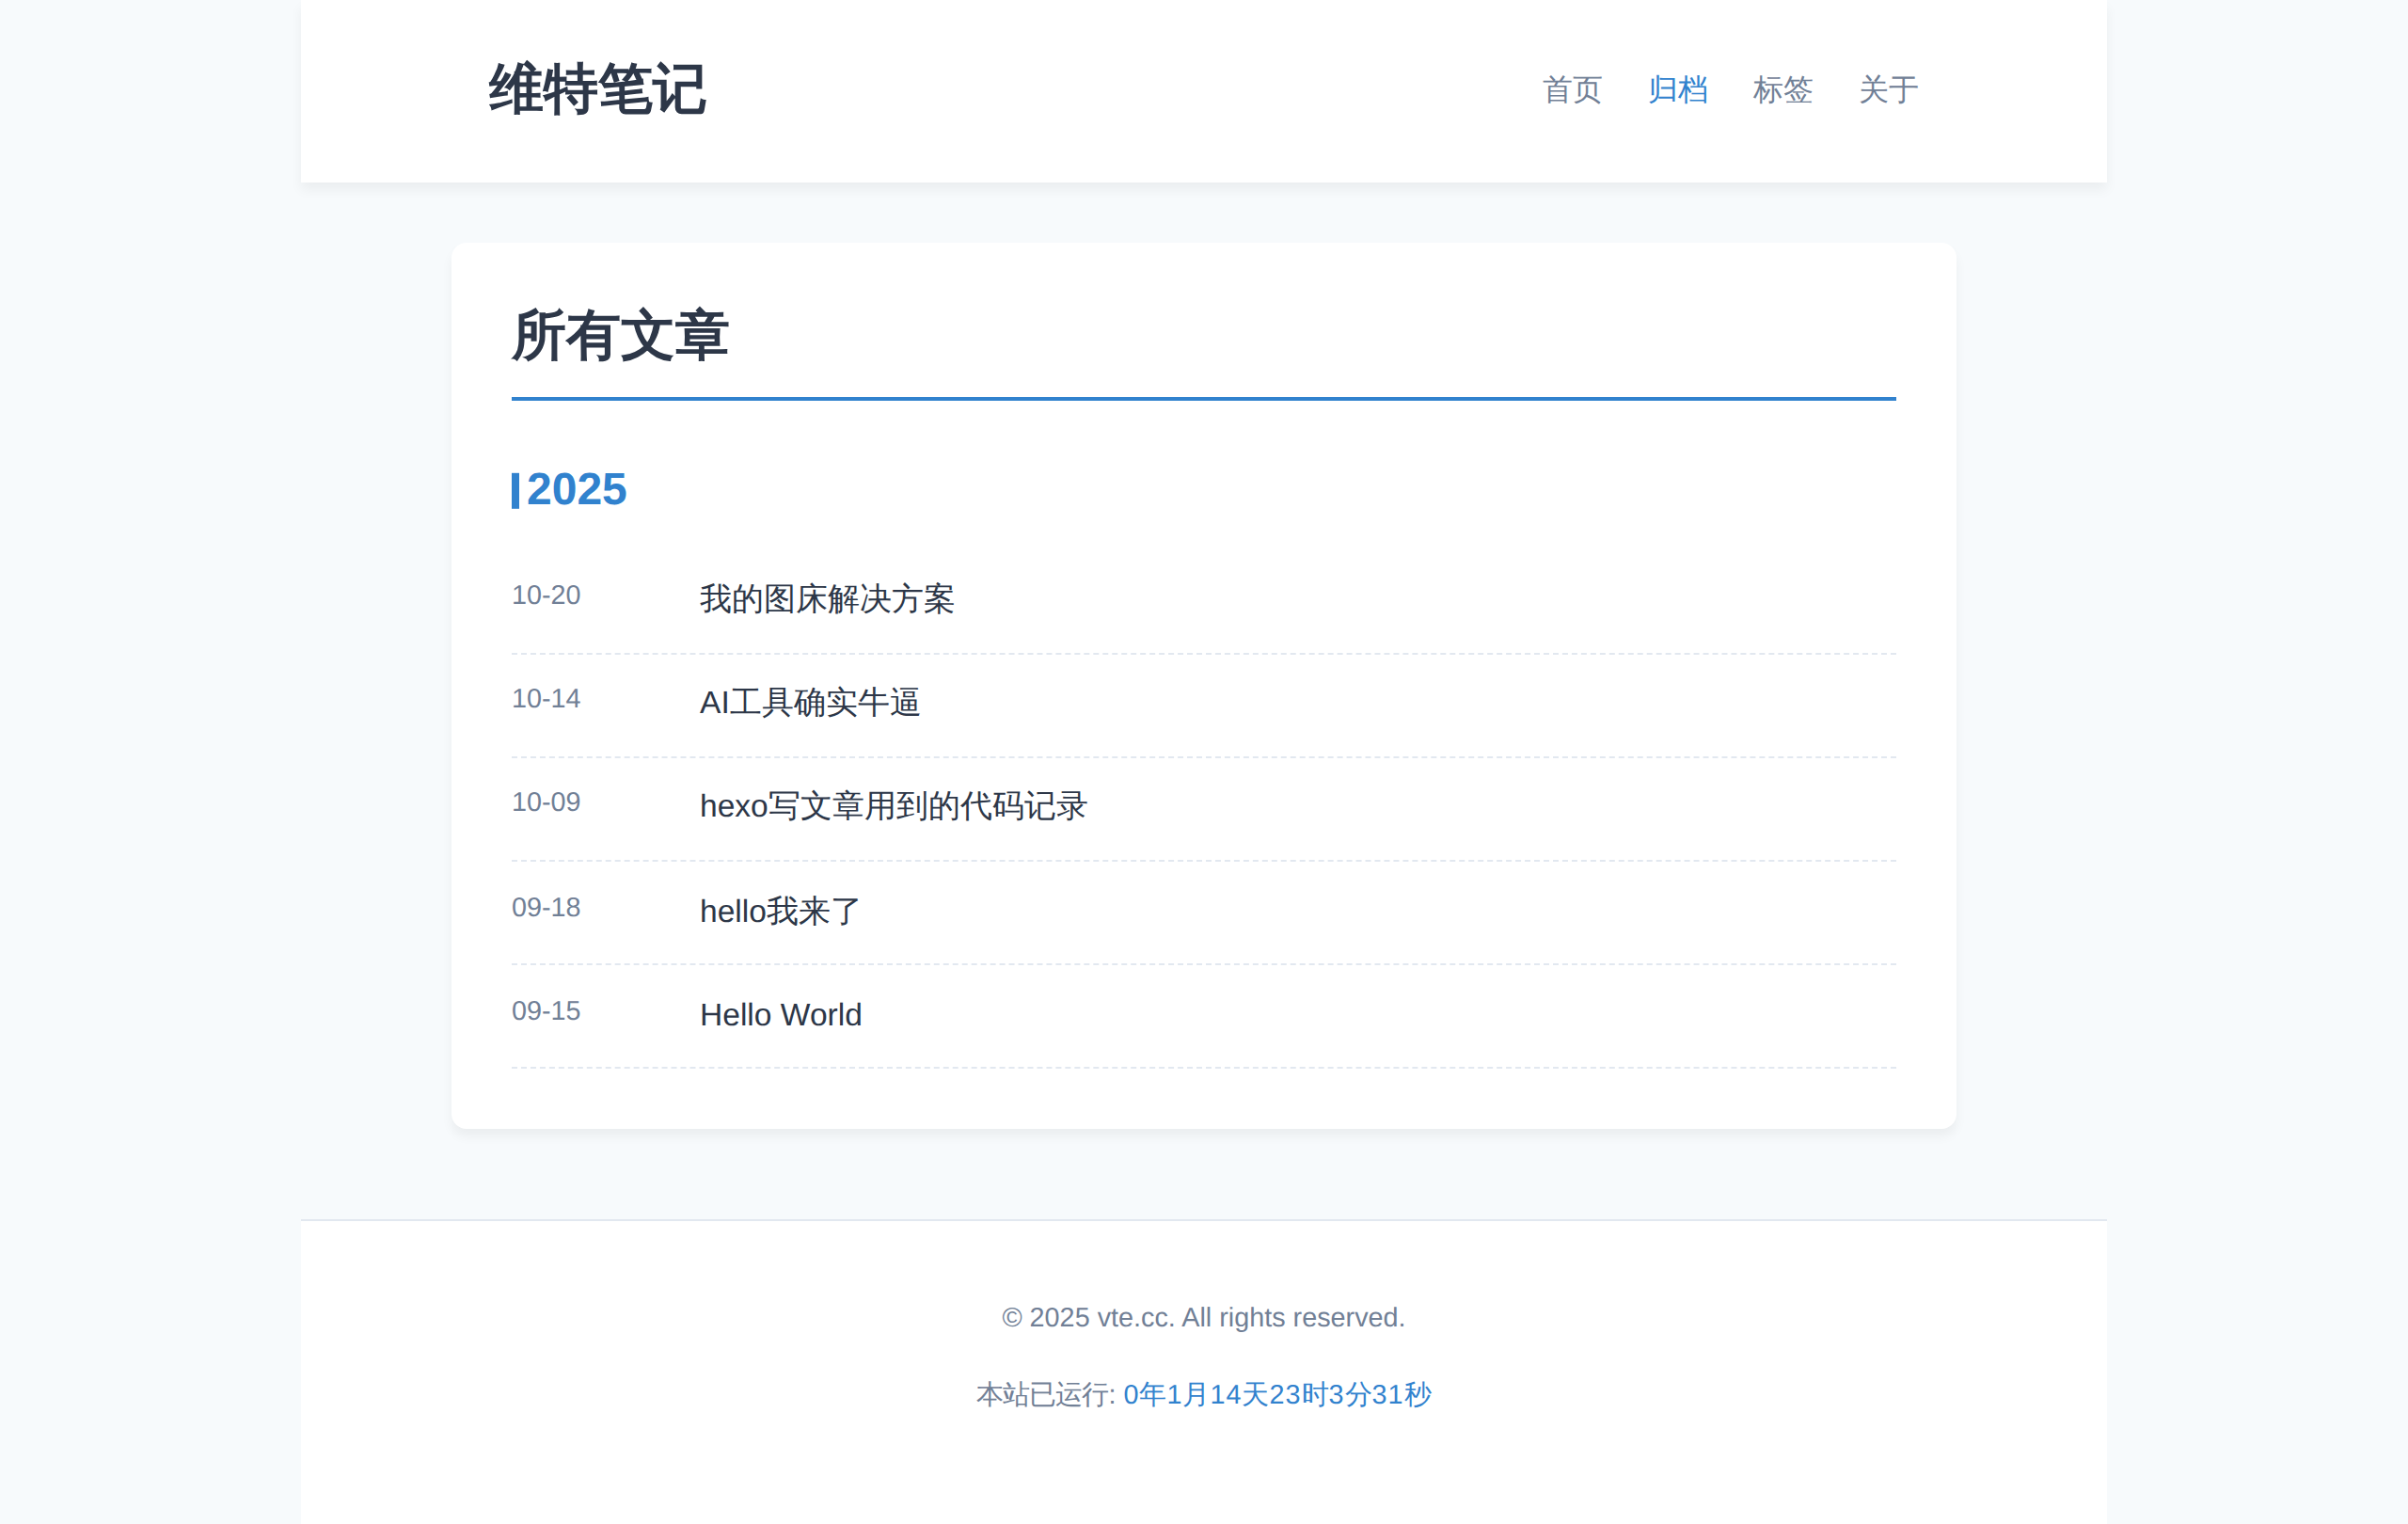 维特笔记
首页 归档 标签 关于
所有文章
2025
10-20 我的图床解决方案
10-14 AI工具确实牛逼
10-09 hexo写文章用到的代码记录
09-18 hello我来了
09-15 Hello World
© 2025 vte.cc. All rights reserved.
本站已运行: 0年1月14天23时3分31秒